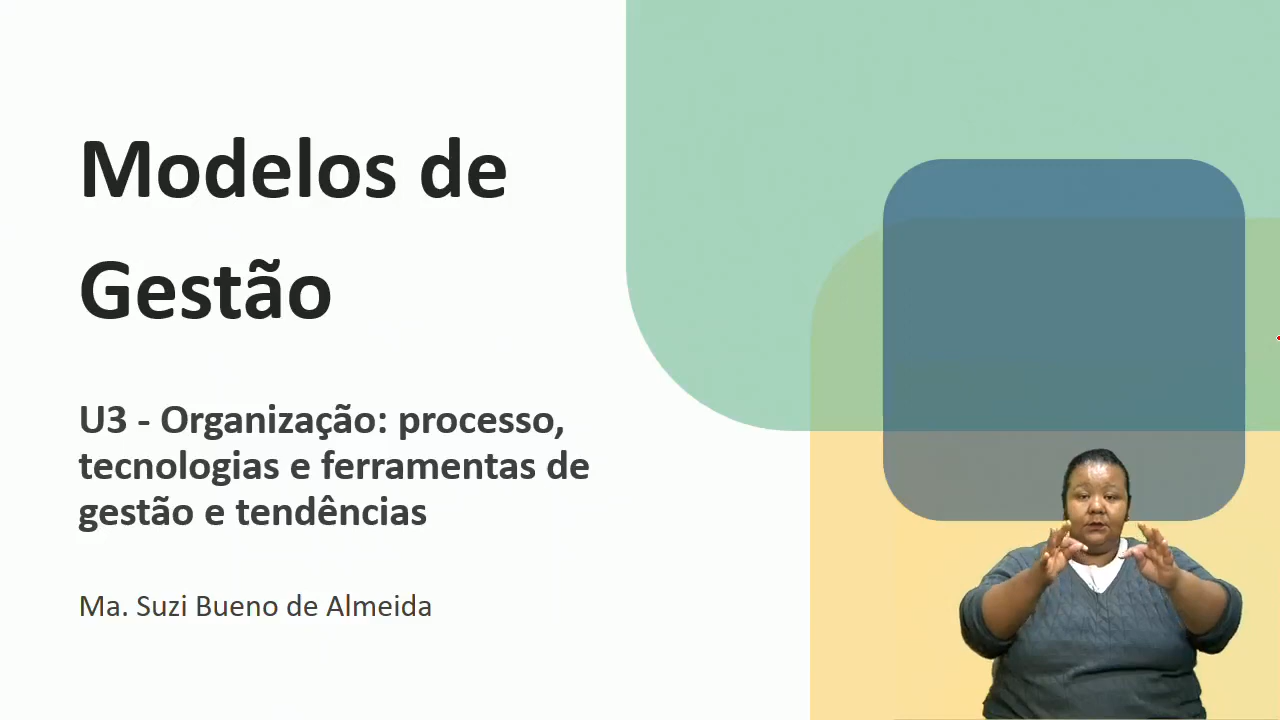 Modelos de
Gestão
U3 - Organização: processo,
tecnologias e ferramentas de
gestão e tendências
Ma. Suzi Bueno de Almeida